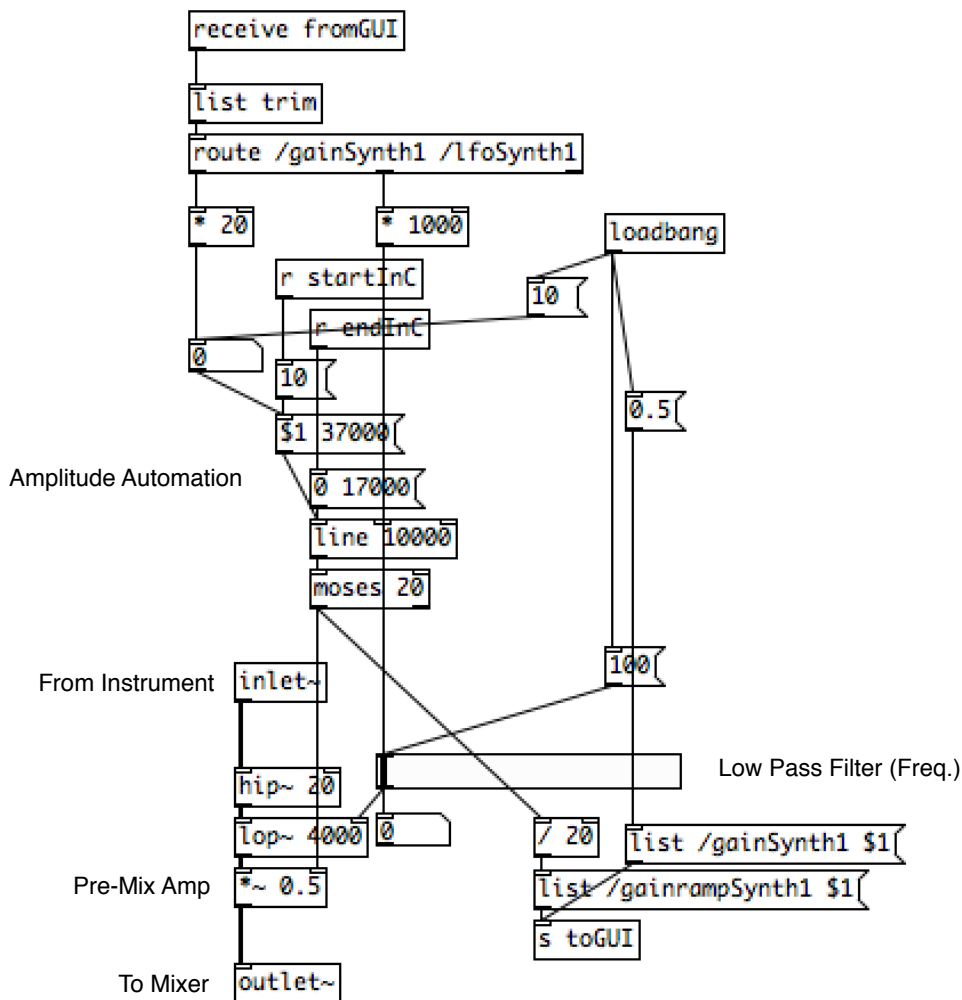 receive fromGUI
list trim
route /gainSynth1 /lfoSynth1
* 20
* 1000
loadbang
r startInC
10
r endInC
0
10
0.5
$1 37000
Amplitude Automation
0 17000
line 10000
moses 20
100
From Instrument
inlet~
Low Pass Filter (Freq.)
hip~ 20
lop~ 4000
0
/ 20
list /gainSynth1 $1
Pre-Mix Amp
*~ 0.5
list /gainrampSynth1 $1
s toGUI
To Mixer
outlet~